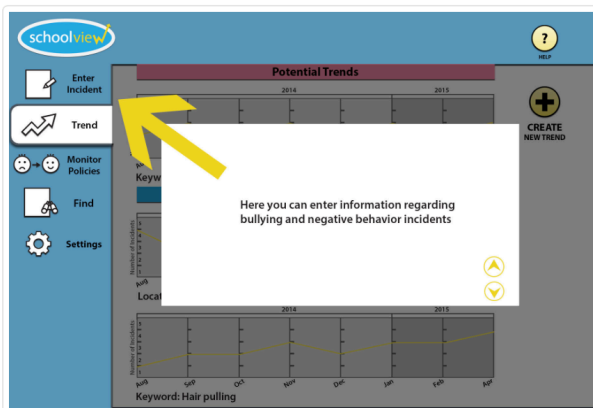 schoolview
?
HELP
Enter
Incident
Trend
Monitor
Policies
Find
Settings
Potential Trends
2014 2015
Keyw
CREATE
NEW TREND
Here you can enter information regarding
bullying and negative behavior incidents
Number of Incidents
Aug
Locat
2014 2015
Number of Incidents
Aug Sep Oct Nov Dec Jan Feb Apr
Keyword: Hair pulling